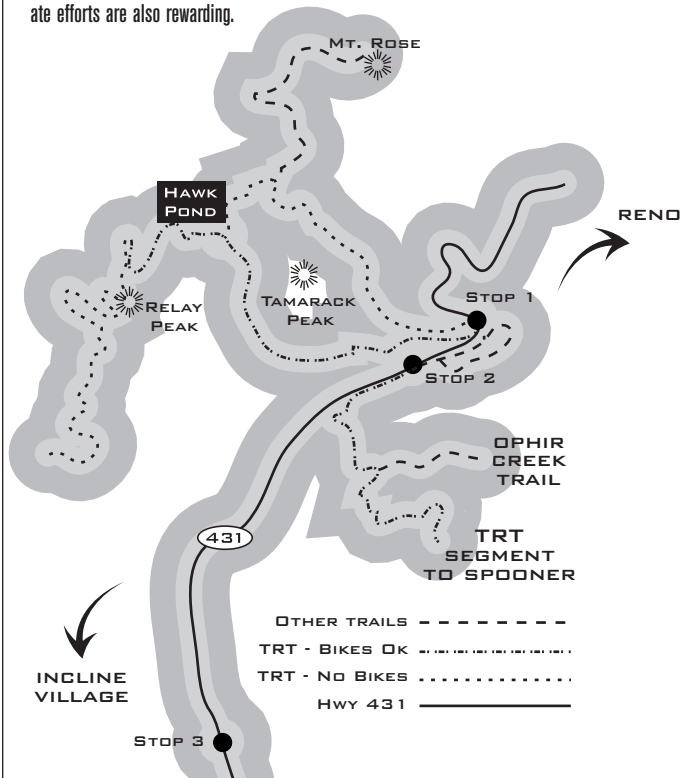 ate efforts are also rewarding.
MT. ROSE
HAWK
POND
RENO
STOP 1
TAMARACK
PEAK
RELAY
PEAK
STOP 2
OPHIR
CREEK
TRAIL
431
TRT
SEGMENT
TO SPOONER
OTHER TRAILS
TRT - BIKES OK
TRT - NO BIKES
HWY 431
INCLINE
VILLAGE
STOP 3